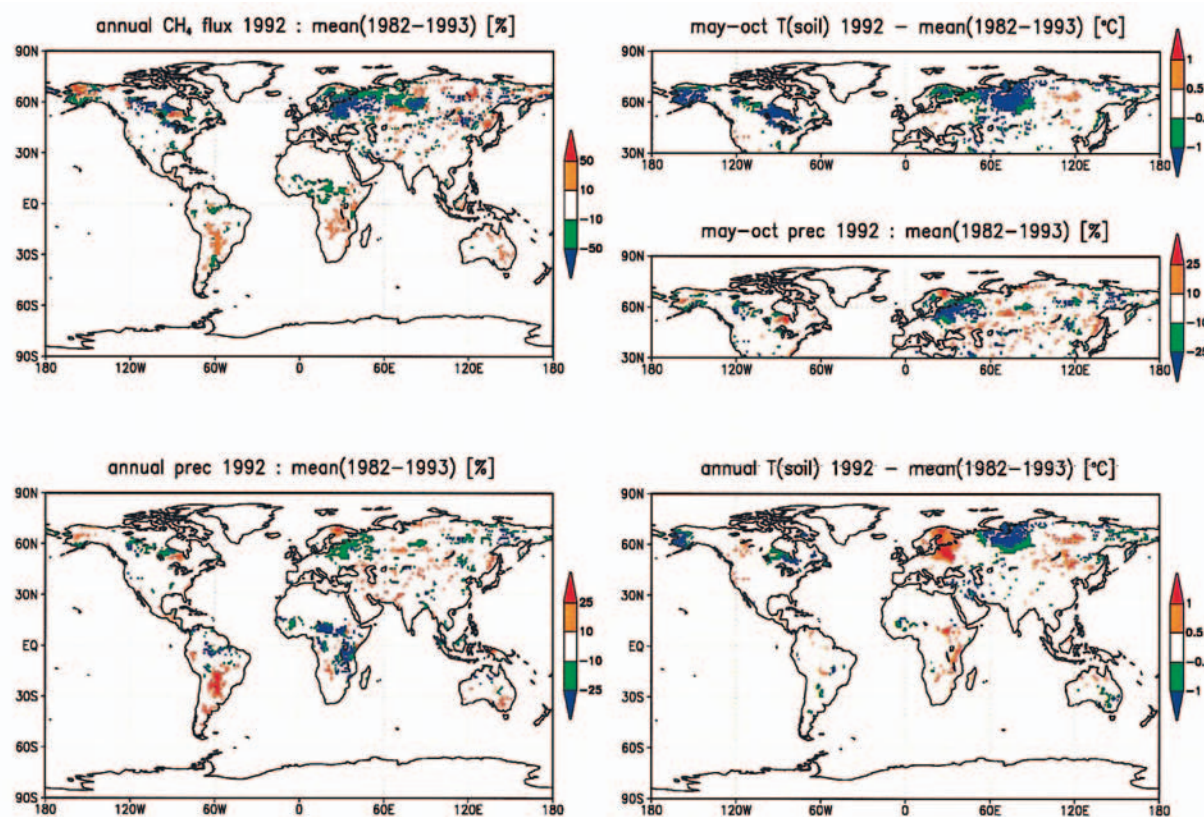 annual CH₄ flux 1992 : mean(1982−1993) [%]
90N
60N
30N
EQ
30S
60S
90S
180 120W 60W 0 60E 120E 180
50
10
−10
−50
may−oct T(soil) 1992 − mean(1982−1993) [°C]
90N
60N
30N
180 120W 60W 0 60E 120E 180
1
0.5
−0.
−1
may−oct prec 1992 : mean(1982−1993) [%]
90N
60N
30N
180 120W 60W 0 60E 120E 180
25
10
−10
−25
annual prec 1992 : mean(1982−1993) [%]
90N
60N
30N
EQ
30S
60S
90S
180 120W 60W 0 60E 120E 180
25
10
−10
−25
annual T(soil) 1992 − mean(1982−1993) [°C]
90N
60N
30N
EQ
30S
60S
90S
180 120W 60W 0 60E 120E 180
1
0.5
−0.
−1